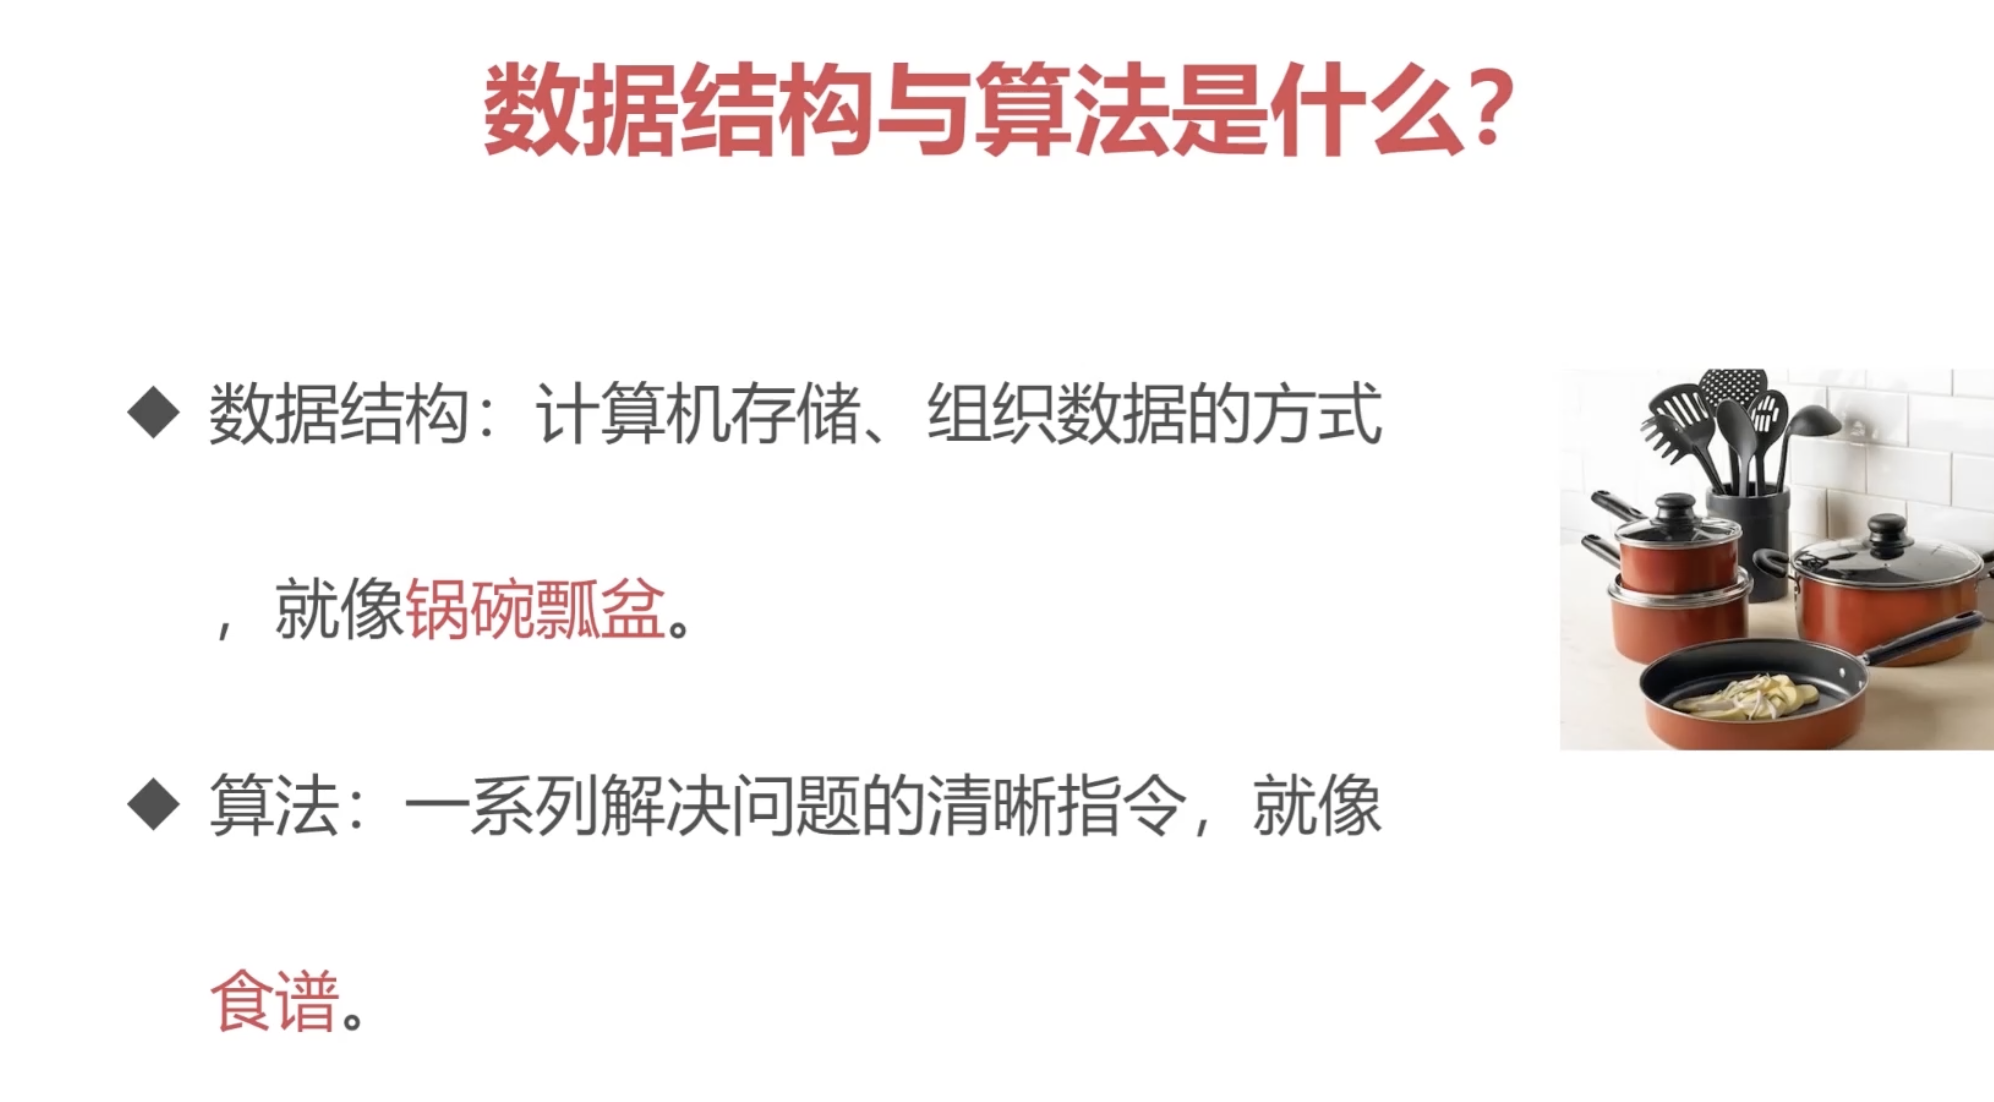 数据结构与算法是什么？
◆ 数据结构：计算机存储、组织数据的方式
，就像锅碗瓢盆。
◆ 算法：一系列解决问题的清晰指令，就像
食谱。